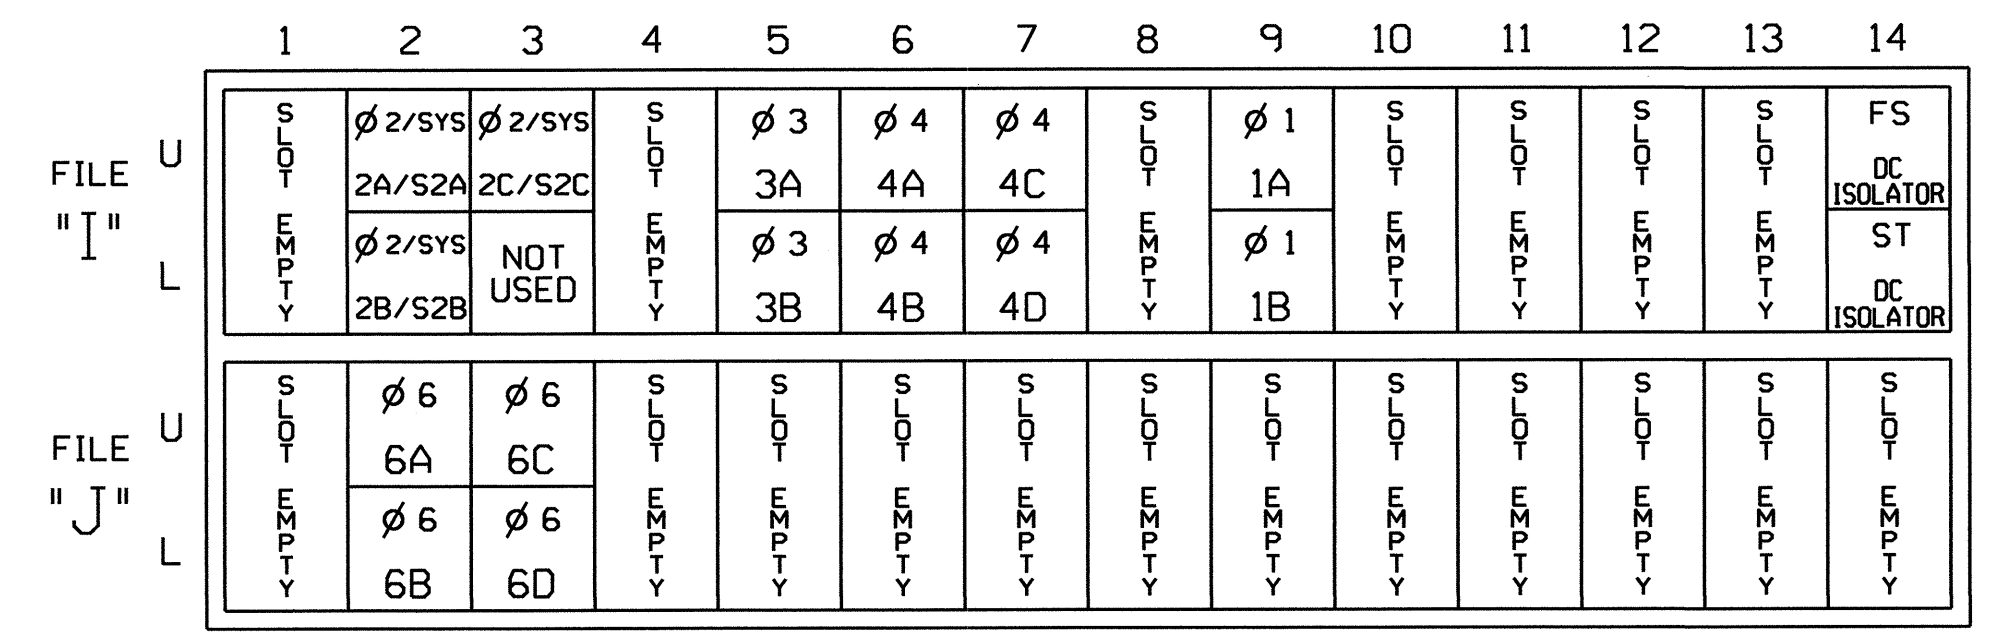 1 2 3 4 5 6 7 8 9 10 11 12 13 14
FILE "I"
U
L
SLOT EMPTY
Ø 2/SYS
2A/S2A
Ø 2/SYS
2B/S2B
Ø 2/SYS
2C/S2C
NOT
USED
SLOT EMPTY
Ø 3
3A
Ø 3
3B
Ø 4
4A
Ø 4
4B
Ø 4
4C
Ø 4
4D
SLOT EMPTY
Ø 1
1A
Ø 1
1B
SLOT EMPTY
SLOT EMPTY
SLOT EMPTY
SLOT EMPTY
FS
DC
ISOLATOR
ST
DC
ISOLATOR
FILE "J"
U
L
SLOT EMPTY
Ø 6
6A
Ø 6
6B
Ø 6
6C
Ø 6
6D
SLOT EMPTY
SLOT EMPTY
SLOT EMPTY
SLOT EMPTY
SLOT EMPTY
SLOT EMPTY
SLOT EMPTY
SLOT EMPTY
SLOT EMPTY
SLOT EMPTY
SLOT EMPTY